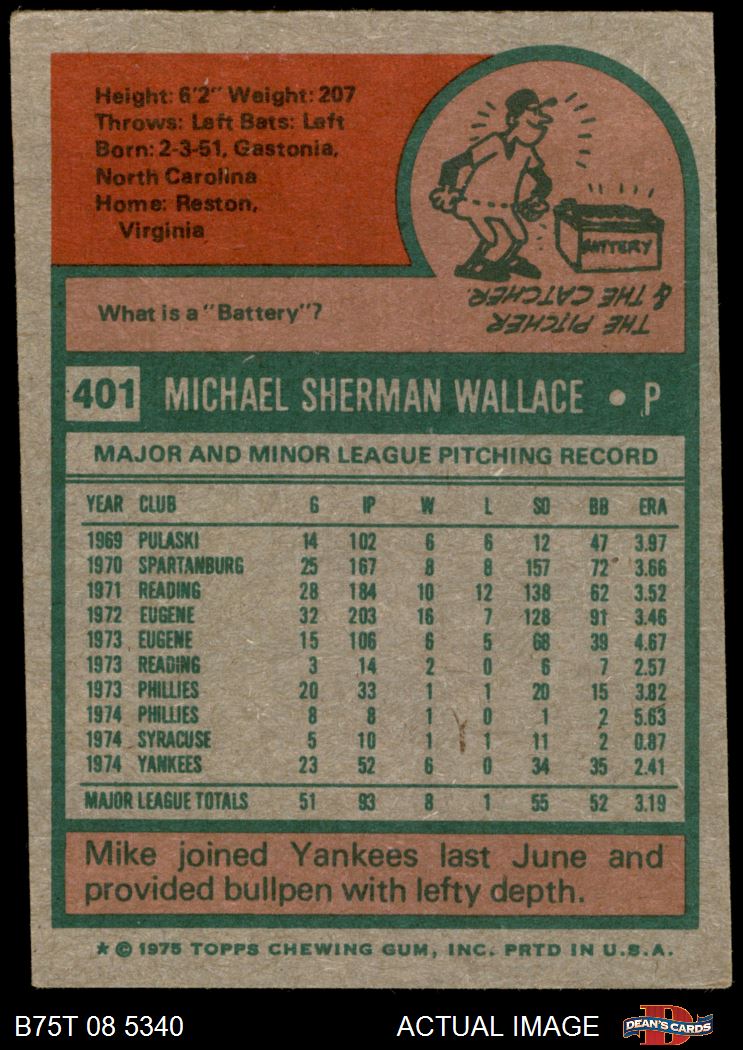 Height: 6'2" Weight: 207
Throws: Left Bats: Left
Born: 2-3-51, Gastonia,
North Carolina
Home: Reston,
Virginia
BATTERY
What is a "Battery"?
THE PITCHER
& THE CATCHER.
401 MICHAEL SHERMAN WALLACE • P
MAJOR AND MINOR LEAGUE PITCHING RECORD
YEAR CLUB G IP W L SO BB ERA
1969 PULASKI 14 102 6 6 12 47 3.97
1970 SPARTANBURG 25 167 8 8 157 72 3.66
1971 READING 28 184 10 12 138 62 3.52
1972 EUGENE 32 203 16 7 128 91 3.46
1973 EUGENE 15 106 6 5 68 39 4.67
1973 READING 3 14 2 0 6 7 2.57
1973 PHILLIES 20 33 1 1 20 15 3.82
1974 PHILLIES 8 8 1 0 1 2 5.63
1974 SYRACUSE 5 10 1 1 11 2 0.87
1974 YANKEES 23 52 6 0 34 35 2.41
MAJOR LEAGUE TOTALS 51 93 8 1 55 52 3.19
Mike joined Yankees last June and
provided bullpen with lefty depth.
* © 1975 TOPPS CHEWING GUM, INC. PRTD IN U.S.A.
B75T 08 5340 ACTUAL IMAGE D DEAN'S CARDS